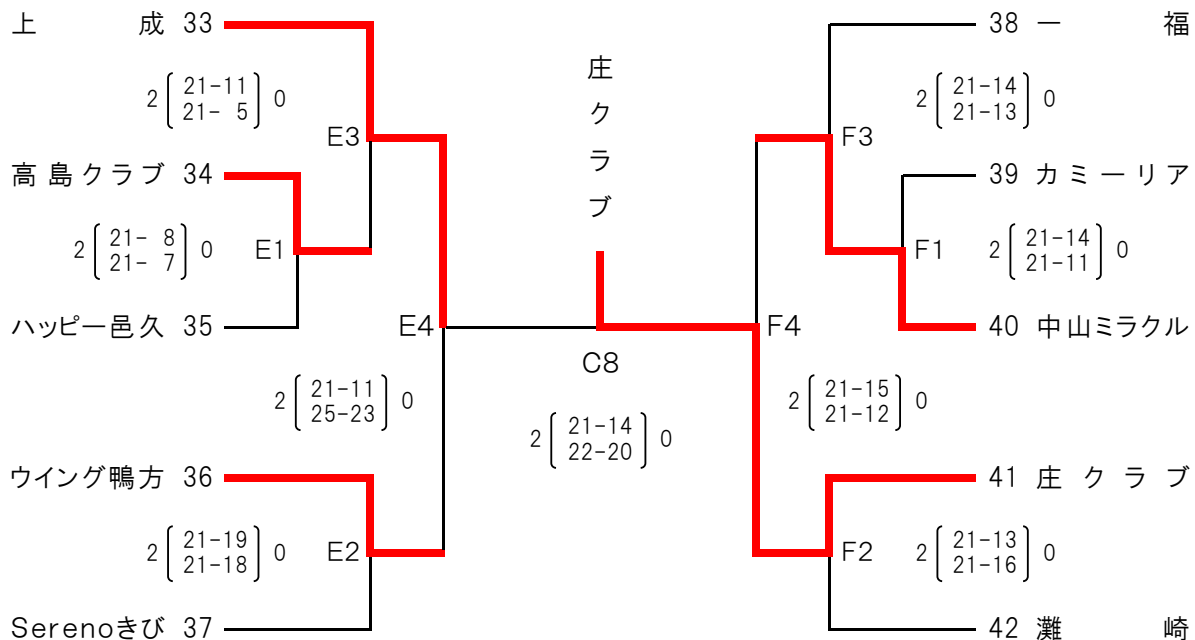 上 成 33
38 一 福
庄クラブ
2 [21-11 0
21- 5]
2 [21-14 0
21-13]
E3
F3
高島クラブ 34
39 カミーリア
2 [21- 8 0
21- 7]
E1
F1
2 [21-14 0
21-11]
ハッピー邑久 35
E4
F4
40 中山ミラクル
C8
2 [21-11 0
25-23]
2 [21-15 0
21-12]
2 [21-14 0
22-20]
ウイング鴨方 36
41 庄クラブ
2 [21-19 0
21-18]
E2
F2
2 [21-13 0
21-16]
Serenoきび 37
42 灘 崎